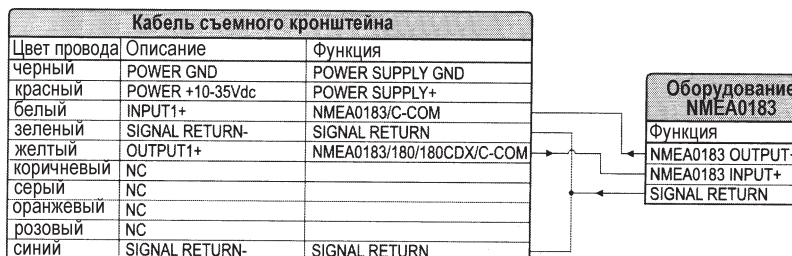 Кабель съемного кронштейна
Цвет провода Описание Функция
черный POWER GND POWER SUPPLY GND
красный POWER +10-35Vdc POWER SUPPLY+
белый INPUT1+ NMEA0183/C-COM
зеленый SIGNAL RETURN- SIGNAL RETURN
желтый OUTPUT1+ NMEA0183/180/180CDX/C-COM
коричневый NC
серый NC
оранжевый NC
розовый NC
синий SIGNAL RETURN- SIGNAL RETURN
Оборудование
NMEA0183
Функция
NMEA0183 OUTPUT+
NMEA0183 INPUT+
SIGNAL RETURN